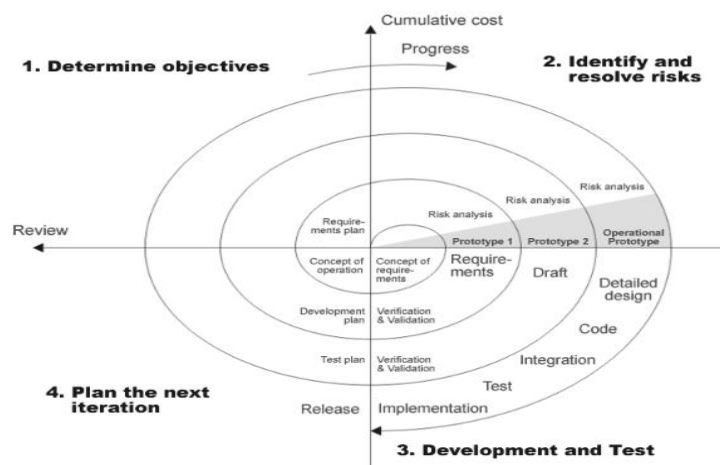 Cumulative cost
Progress
1. Determine objectives
2. Identify and
resolve risks
Risk analysis
Risk analysis
Risk analysis
Review
Require-
ments plan
Prototype 1
Prototype 2
Operational
Prototype
Concept of
operation
Concept of
require-
ments
Require-
ments
Draft
Detailed
design
Development
plan
Verification
& Validation
Code
Test plan
Verification
& Validation
Integration
Test
4. Plan the next
iteration
Release
Implementation
3. Development and Test